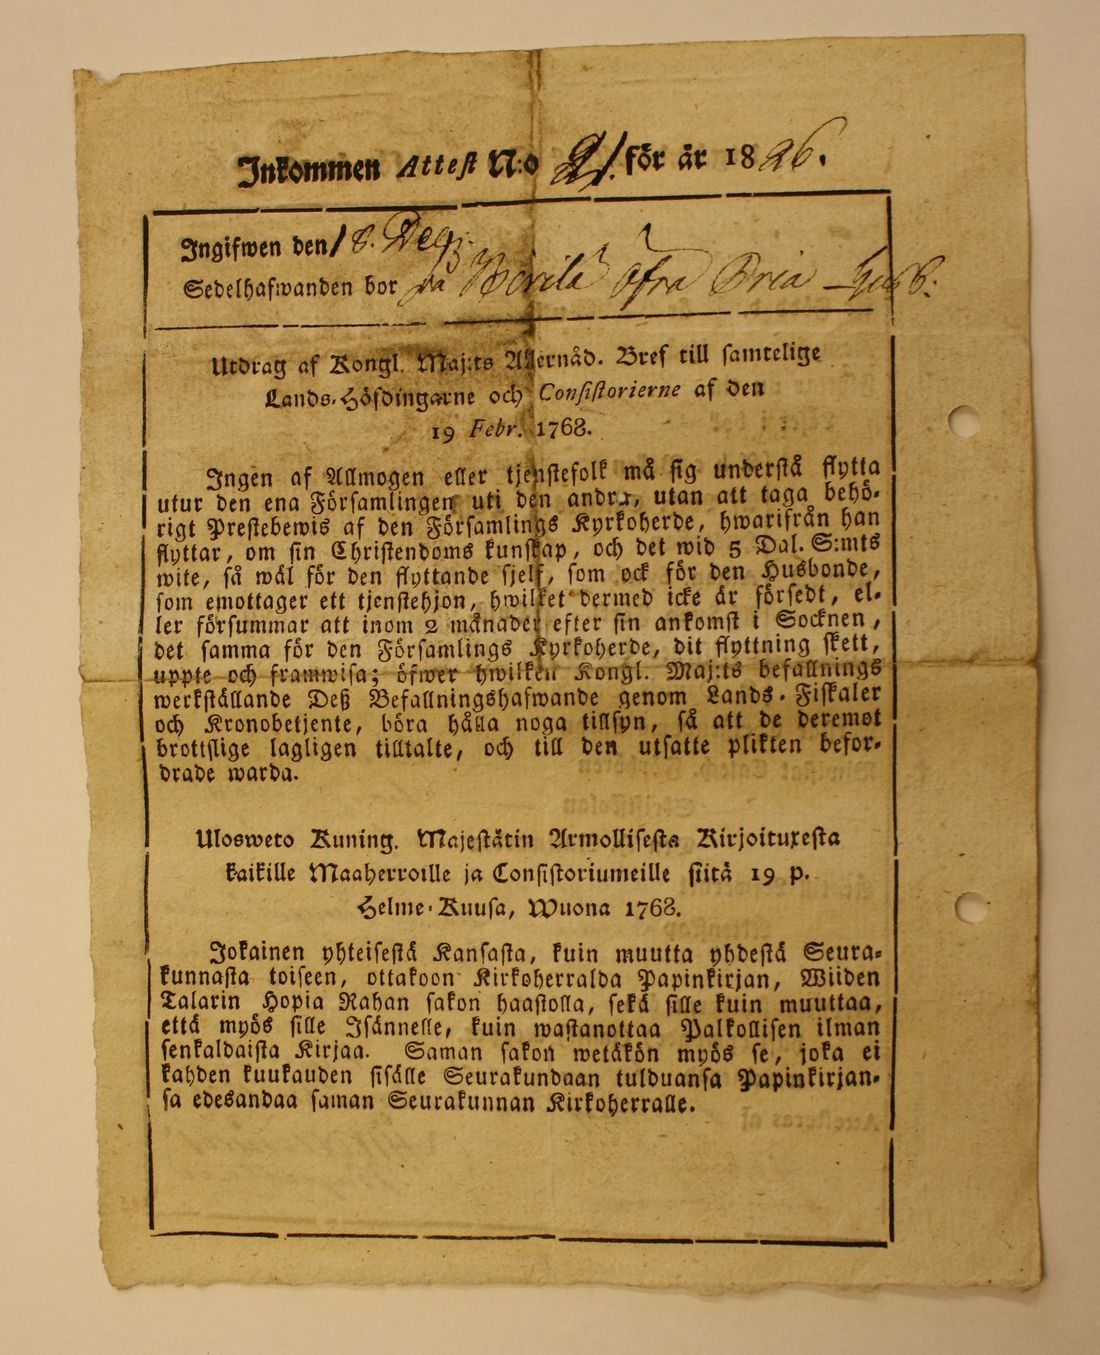 Inkommen Attest N:o 21. för år 1826.
Ingifwen den 18. Dec.
Sedelhafwanden bor på Bövilä Öfra Pria
Utdrag af Kongl. Maj:ts Allernåd. Bref till samtelige
Lands-Höfdingarne och Consistorierne af den
19 Febr. 1768.
Ingen af Allmogen eller tjenstefolk må sig understå flytta
utur den ena Församlingen uti den andra, utan att taga behö-
rigt Prestebewis af den Församlings Kyrkoherde, hwarifrån han
flyttar, om sin Christendoms kunskap, och det wid 5 Dal. S:mts
wite, så wäl för den flyttande sjelf, som ock för den Husbonde,
som emottager ett tjenstehjon, hwilket dermed icke är försedt, el-
ler försummar att inom 2 månader efter sin ankomst i Socknen,
det samma för den Församlings Kyrkoherde, dit flyttning skett,
uppte och framwisa; öfwer hwilken Kongl. Maj:ts befallnings
werkställande Deß Befallningshafwande genom Lands-Fiskaler
och Kronobetjente, böra hålla noga tillsyn, så att de deremot
brottslige lagligen tilltalte, och till den utsatte plikten befor-
drade warda.
Ulosweto Kuning. Majestätin Armollisesta Kirjoituxesta
kaikille Maaherroille ja Consistoriumeille siitä 19 p.
Helme-Kuusa, Wuona 1768.
Jokainen yhteisestä Kansasta, kuin muutta yhdestä Seura-
kunnasta toiseen, ottakoon Kirkoherralda Papinkirjan, Wiiden
Talarin Hopia Rahan sakon haastolla, sekä sille kuin muuttaa,
että myös sille Isännelle, kuin wastanottaa Palkollisen ilman
senkaldaista Kirjaa. Saman sakon wetäkön myös se, joka ei
kahden kuukauden sisälle Seurakundaan tulduansa Papinkirjan-
sa edesandaa saman Seurakunnan Kirkoherralle.